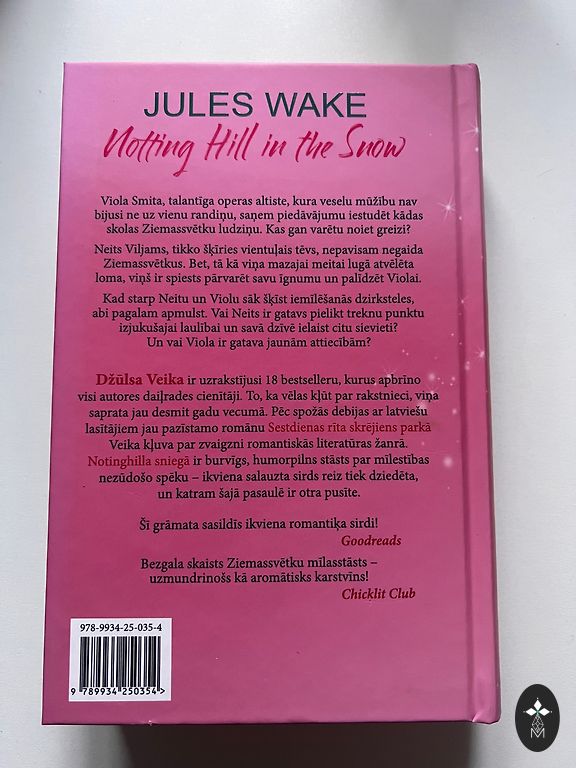 JULES WAKE
Notting Hill in the Snow
Viola Smita, talantīga operas altiste, kura veselu mūžību nav
bijusi ne uz vienu randiņu, saņem piedāvājumu iestudēt kādas
skolas Ziemassvētku ludziņu. Kas gan varētu noiet greizi?
Neits Viljams, tikko šķīries vientuļais tēvs, nepavisam negaida
Ziemassvētkus. Bet, tā kā viņa mazajai meitai lugā atvēlēta
loma, viņš ir spiests pārvarēt savu īgnumu un palīdzēt Violai.
Kad starp Neitu un Violu sāk šķīst iemīlēšanās dzirksteles,
abi pagalam apmulst. Vai Neits ir gatavs pielikt treknu punktu
izjukušajai laulībai un savā dzīvē ielaist citu sievieti?
Un vai Viola ir gatava jaunām attiecībām?
Džūlsa Veika ir uzrakstījusi 18 bestselleru, kurus apbrīno
visi autores daiļrades cienītāji. To, ka vēlas kļūt par rakstnieci, viņa
saprata jau desmit gadu vecumā. Pēc spožās debijas ar latviešu
lasītājiem jau pazīstamo romānu Sestdienas rīta skrējiens parkā
Veika kļuva par zvaigzni romantiskās literatūras žanrā.
Notinghilla sniegā ir burvīgs, humorpilns stāsts par mīlestības
nezūdošo spēku – ikviena salauzta sirds reiz tiek dziedēta,
un katram šajā pasaulē ir otra pusīte.
Šī grāmata sasildīs ikviena romantiķa sirdi!
Goodreads
Bezgala skaists Ziemassvētku mīlasstāsts –
uzmundrinošs kā aromātisks karstvīns!
Chicklit Club
978-9934-25-035-4
9 789934 250354 >
M